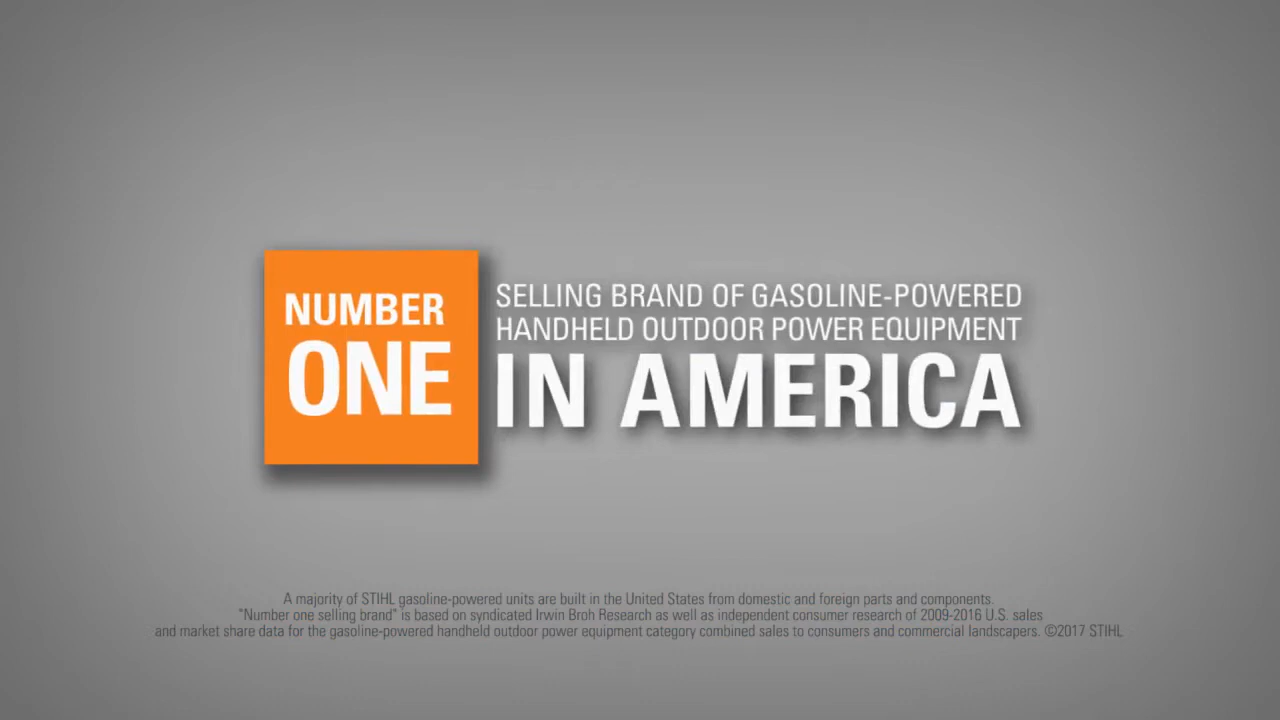 NUMBER
ONE
SELLING BRAND OF GASOLINE-POWERED
HANDHELD OUTDOOR POWER EQUIPMENT
IN AMERICA
A majority of STIHL gasoline-powered units are built in the United States from domestic and foreign parts and components.
"Number one selling brand" is based on syndicated Irwin Broh Research as well as independent consumer research of 2009-2016 U.S. sales
and market share data for the gasoline-powered handheld outdoor power equipment category combined sales to consumers and commercial landscapers. ©2017 STIHL